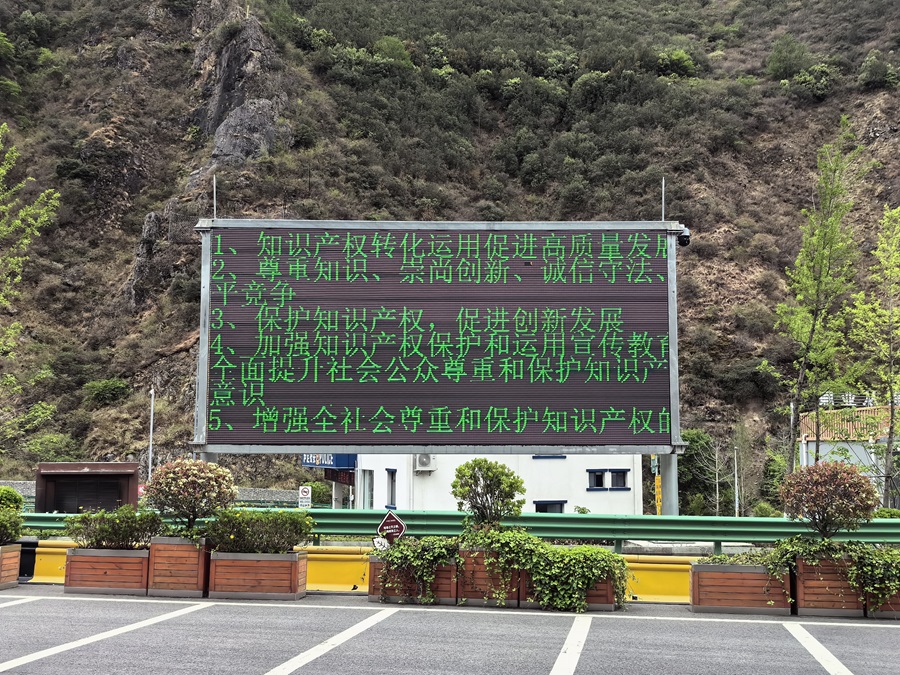 1、知识产权转化运用促进高质量发展
2、尊重知识、崇尚创新、诚信守法、
平竞争
3、保护知识产权，促进创新发展
4、加强知识产权保护和运用宣传教育
全面提升社会公众尊重和保护知识产
意识
5、增强全社会尊重和保护知识产权的
POLICE